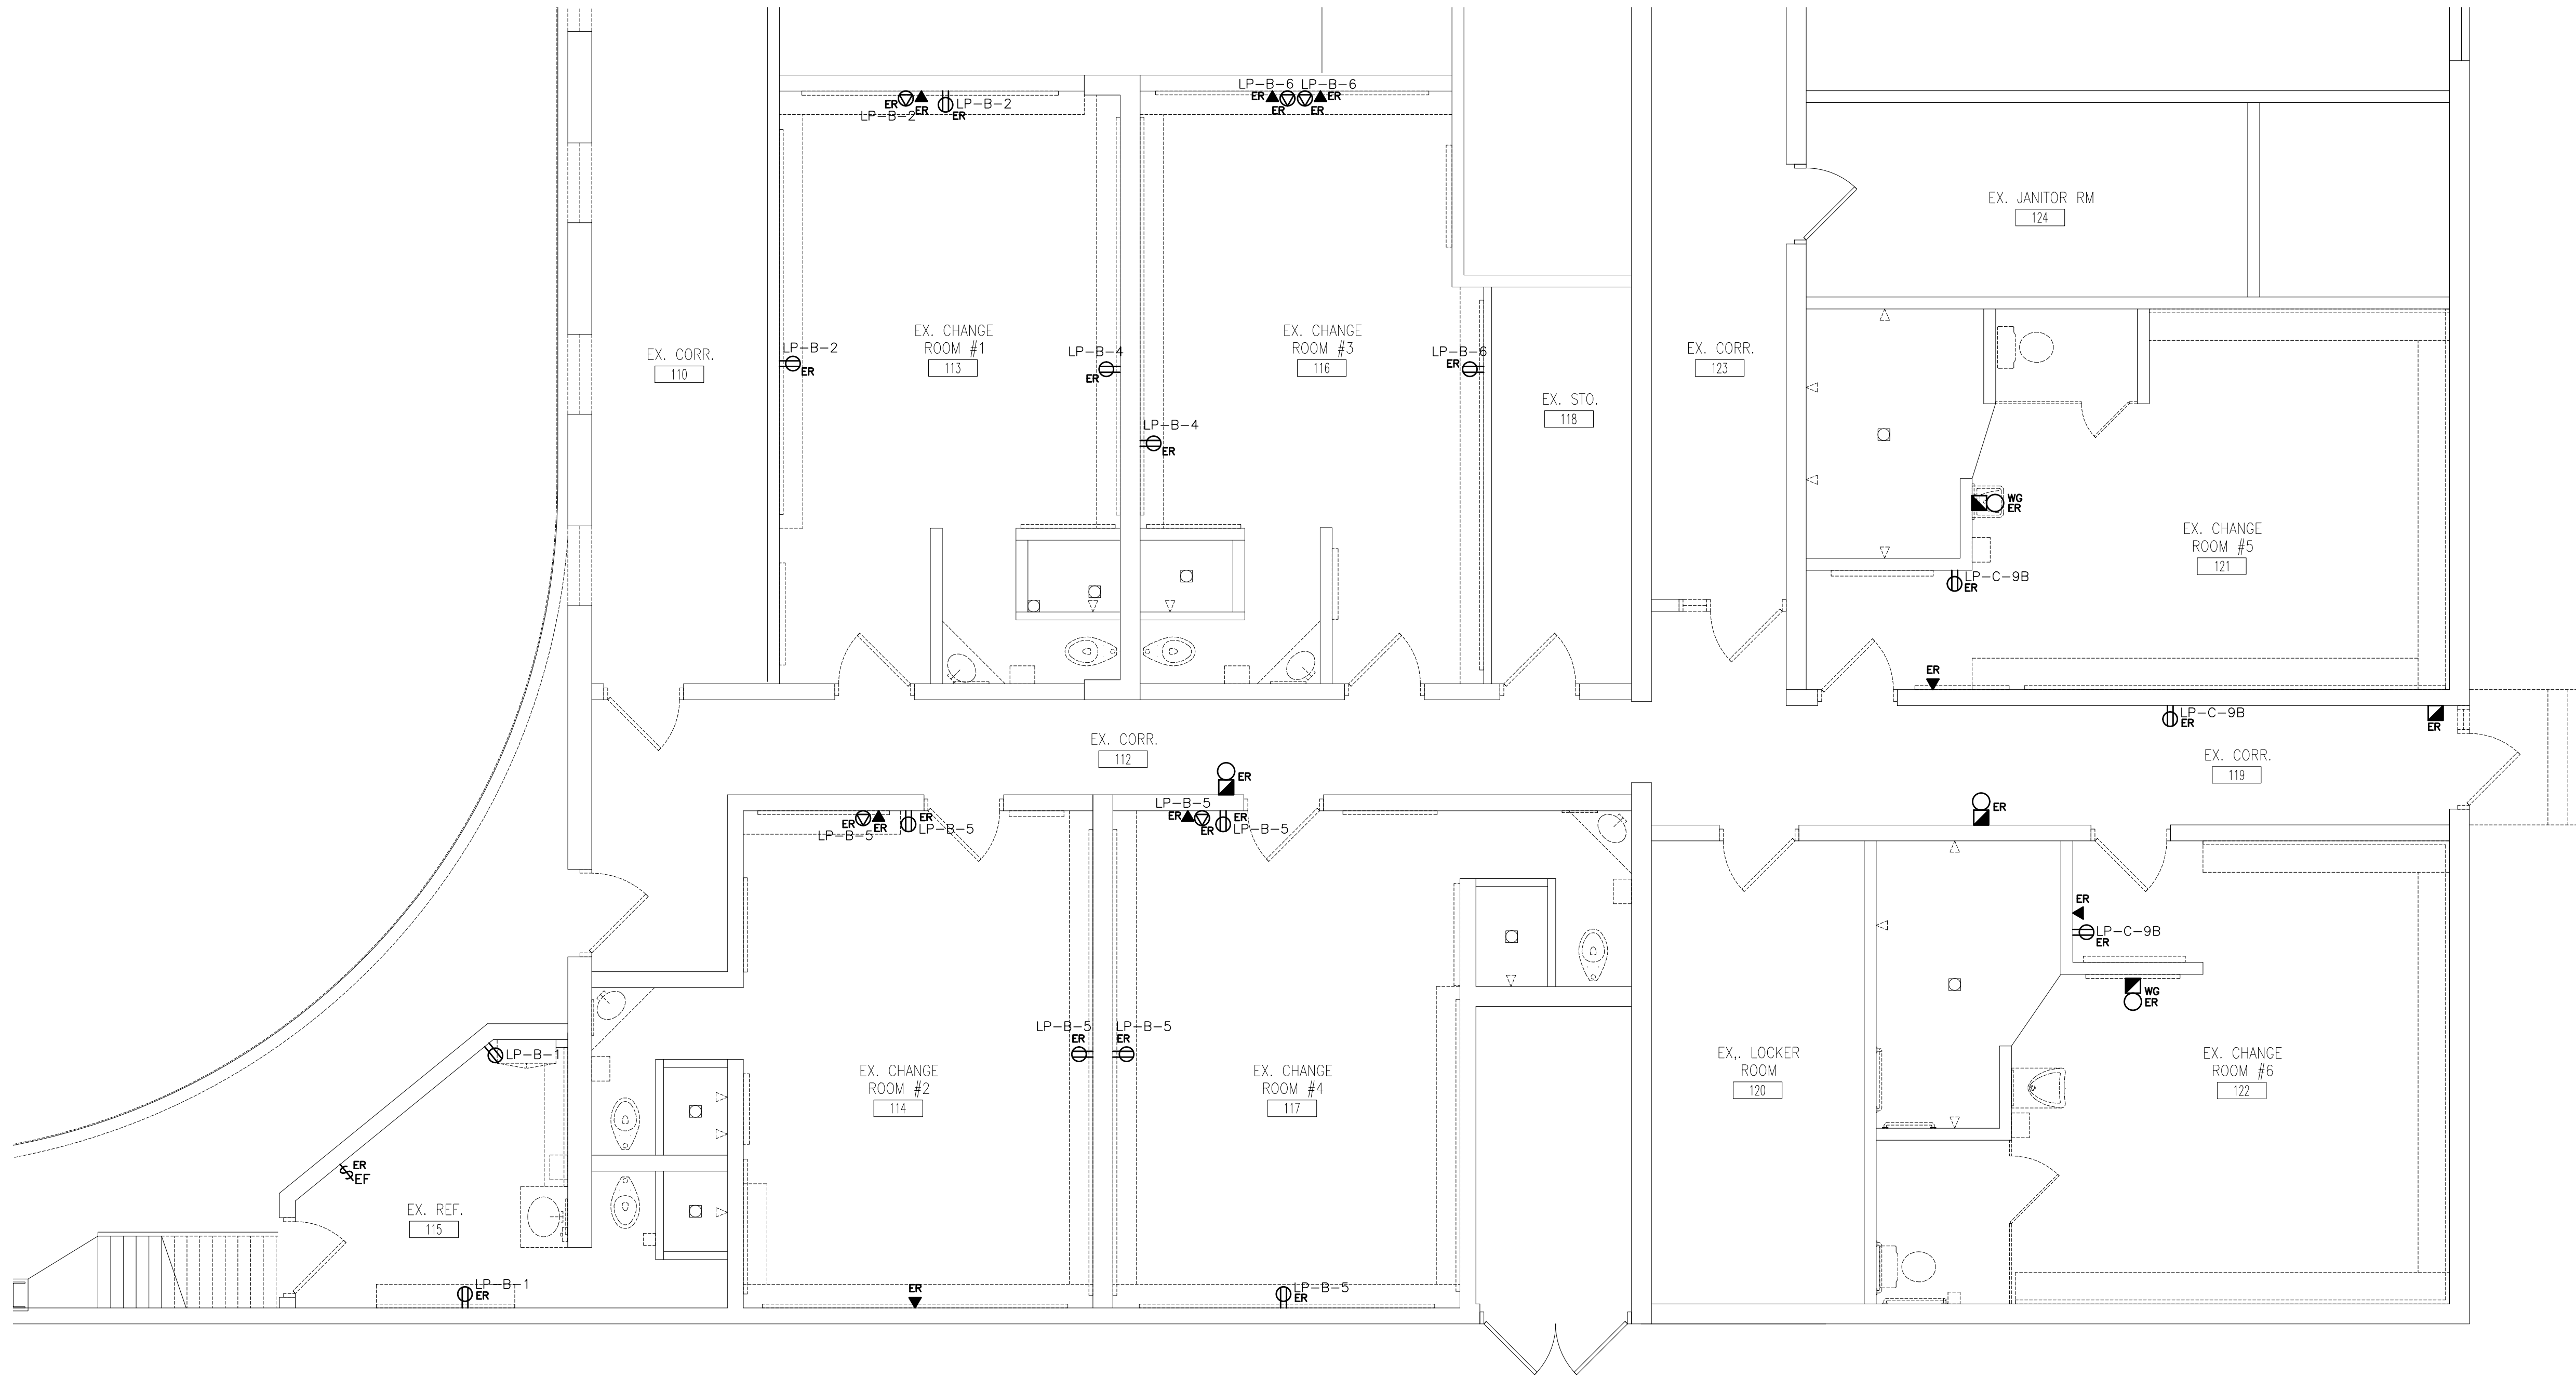 LP-B-6 LP-B-6
ER ER LP-B-2 ER ER ER ER
LP-B-2 ER
EX. JANITOR RM
124
EX. CORR.
110
LP-B-2
ER
EX. CHANGE
ROOM #1
113
LP-B-4
ER
EX. CHANGE
ROOM #3
116
LP-B-6
ER
LP-B-4
ER
EX. STO.
118
EX. CORR.
123
WG
ER
EX. CHANGE
ROOM #5
121
LP-C-9B
ER
ER
LP-C-9B
ER
ER
EX. CORR.
112
ER
EX. CORR.
119
ER
ER ER
ER
LP-B-5
LP-B-5
LP-B-5
ER ER
ER
LP-B-5
ER
LP-C-9B
ER
WG
ER
LP-B-1
LP-B-5
ER
LP-B-5
ER
EX. CHANGE
ROOM #2
114
EX. CHANGE
ROOM #4
117
EX,. LOCKER
ROOM
120
EX. CHANGE
ROOM #6
122
ER
EF
EX. REF.
115
LP-B-1
ER
ER
LP-B-5
ER